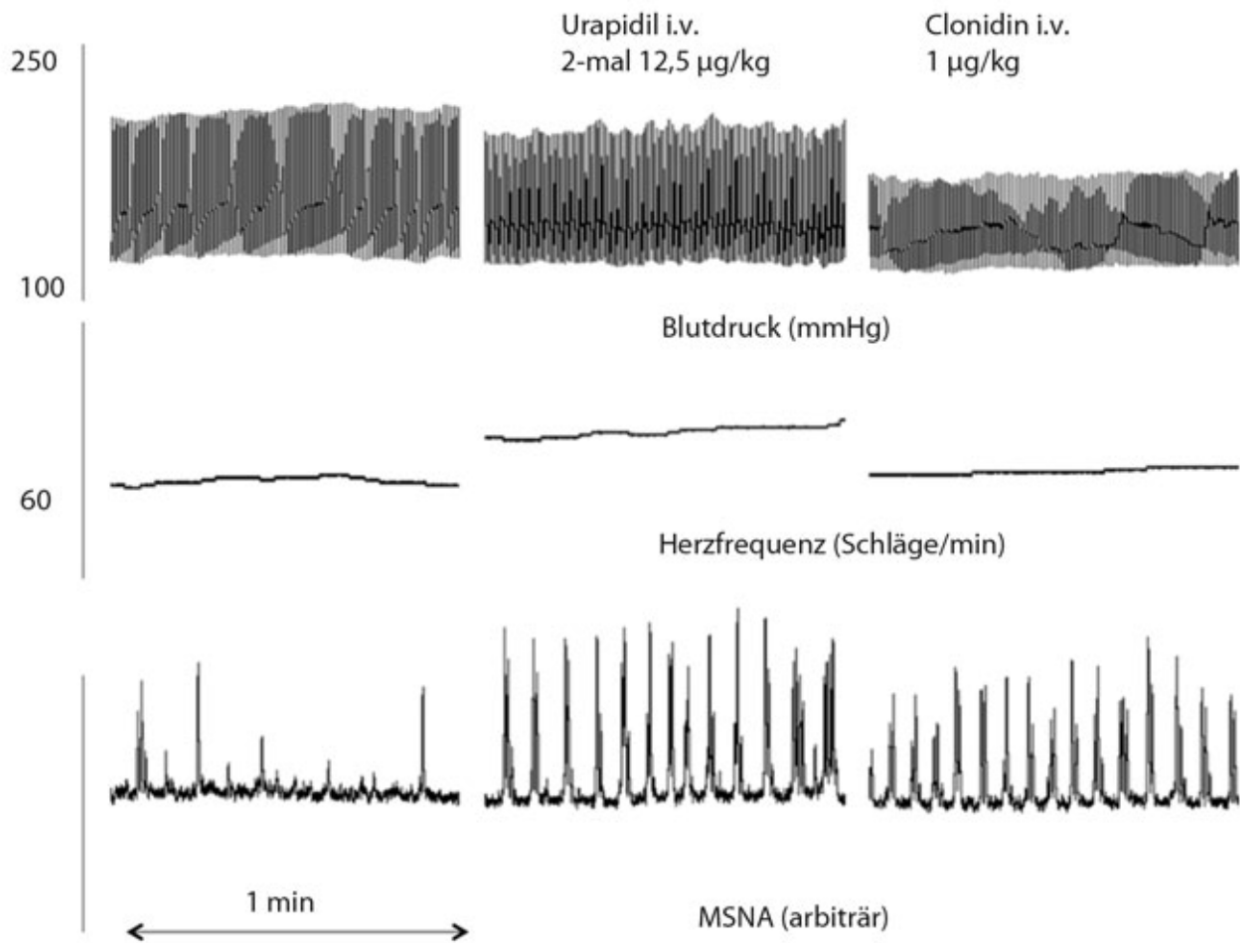 Urapidil i.v.
2-mal 12,5 µg/kg
Clonidin i.v.
1 µg/kg
250
100
Blutdruck (mmHg)
60
Herzfrequenz (Schläge/min)
1 min
MSNA (arbiträr)